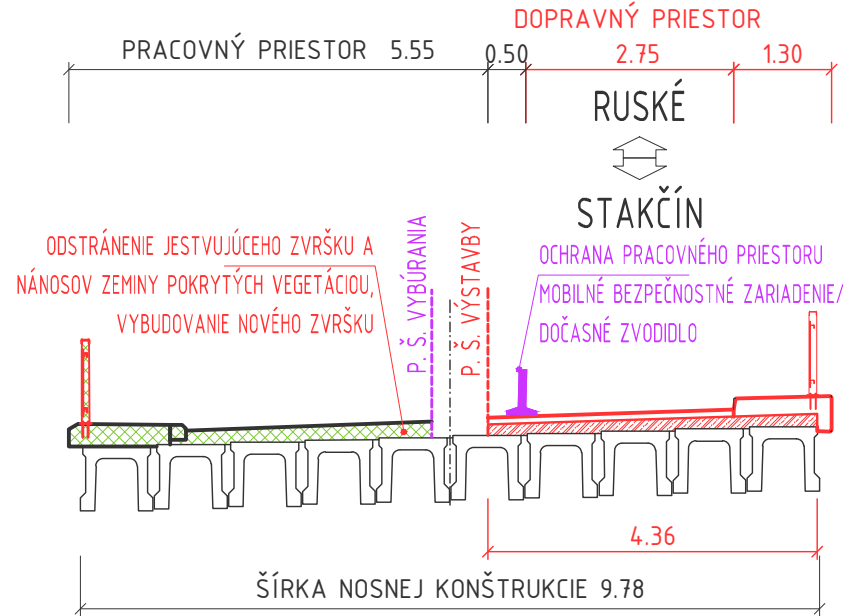 DOPRAVNÝ PRIESTOR
PRACOVNÝ PRIESTOR 5.55 0.50 2.75 1.30
RUSKÉ
STAKČÍN
ODSTRÁNENIE JESTVUJÚCEHO ZVRŠKU A
NÁNOSOV ZEMINY POKRYTÝCH VEGETÁCIOU,
VYBUDOVANIE NOVÉHO ZVRŠKU
P. Š. VYBÚRANIA
P. Š. VÝSTAVBY
OCHRANA PRACOVNÉHO PRIESTORU
MOBILNÉ BEZPEČNOSTNÉ ZARIADENIE/
DOČASNÉ ZVODIDLO
4.36
ŠÍRKA NOSNEJ KONŠTRUKCIE 9.78